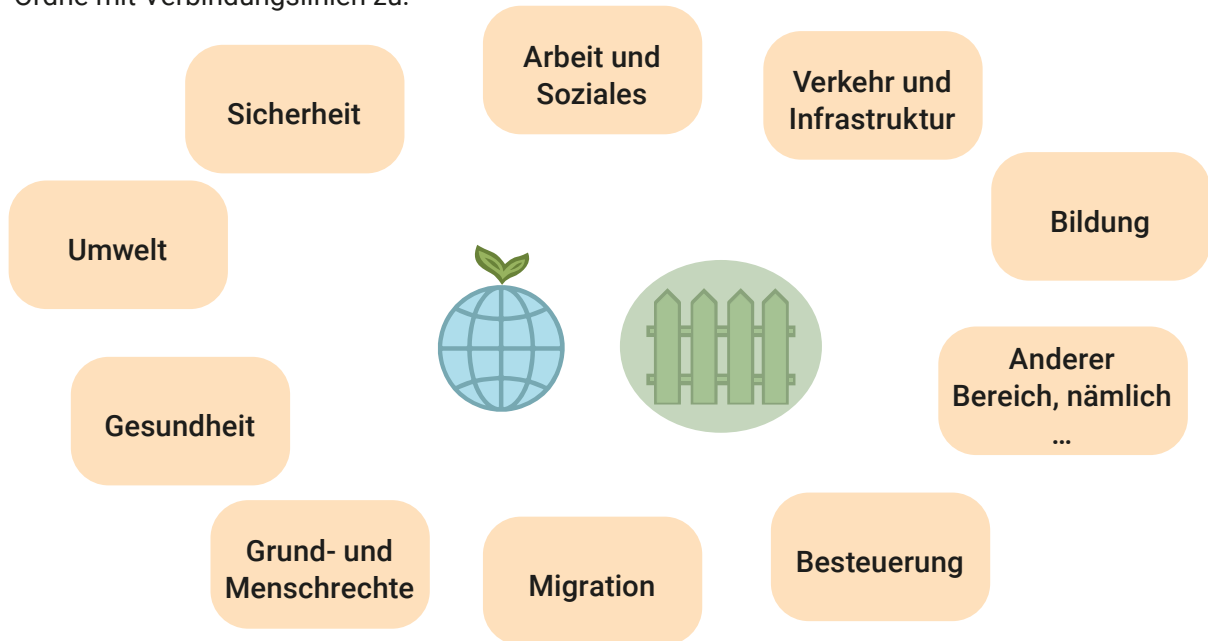 Ordne mit Verbindungslinien zu.
Arbeit und
Soziales
Verkehr und
Infrastruktur
Sicherheit
Bildung
Umwelt
Anderer
Bereich, nämlich
...
Gesundheit
Grund- und
Menschrechte
Migration
Besteuerung